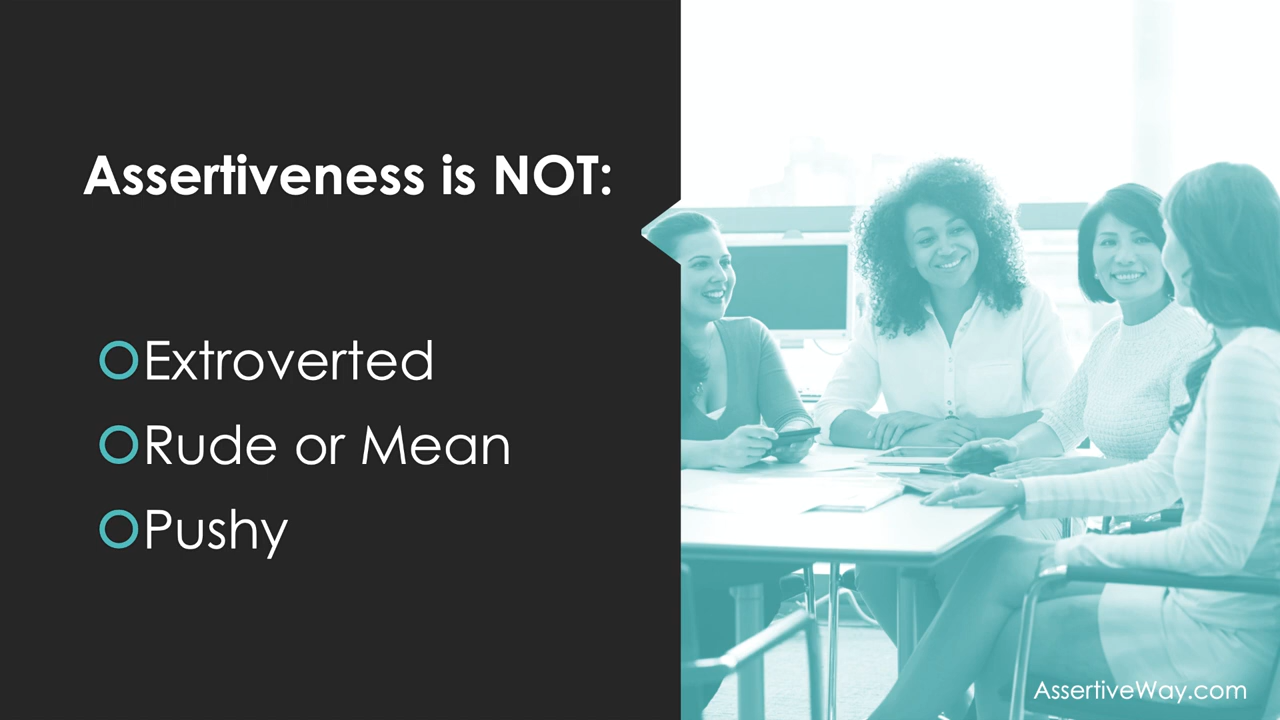 Assertiveness is NOT:
Extroverted
Rude or Mean
Pushy
AssertiveWay.com